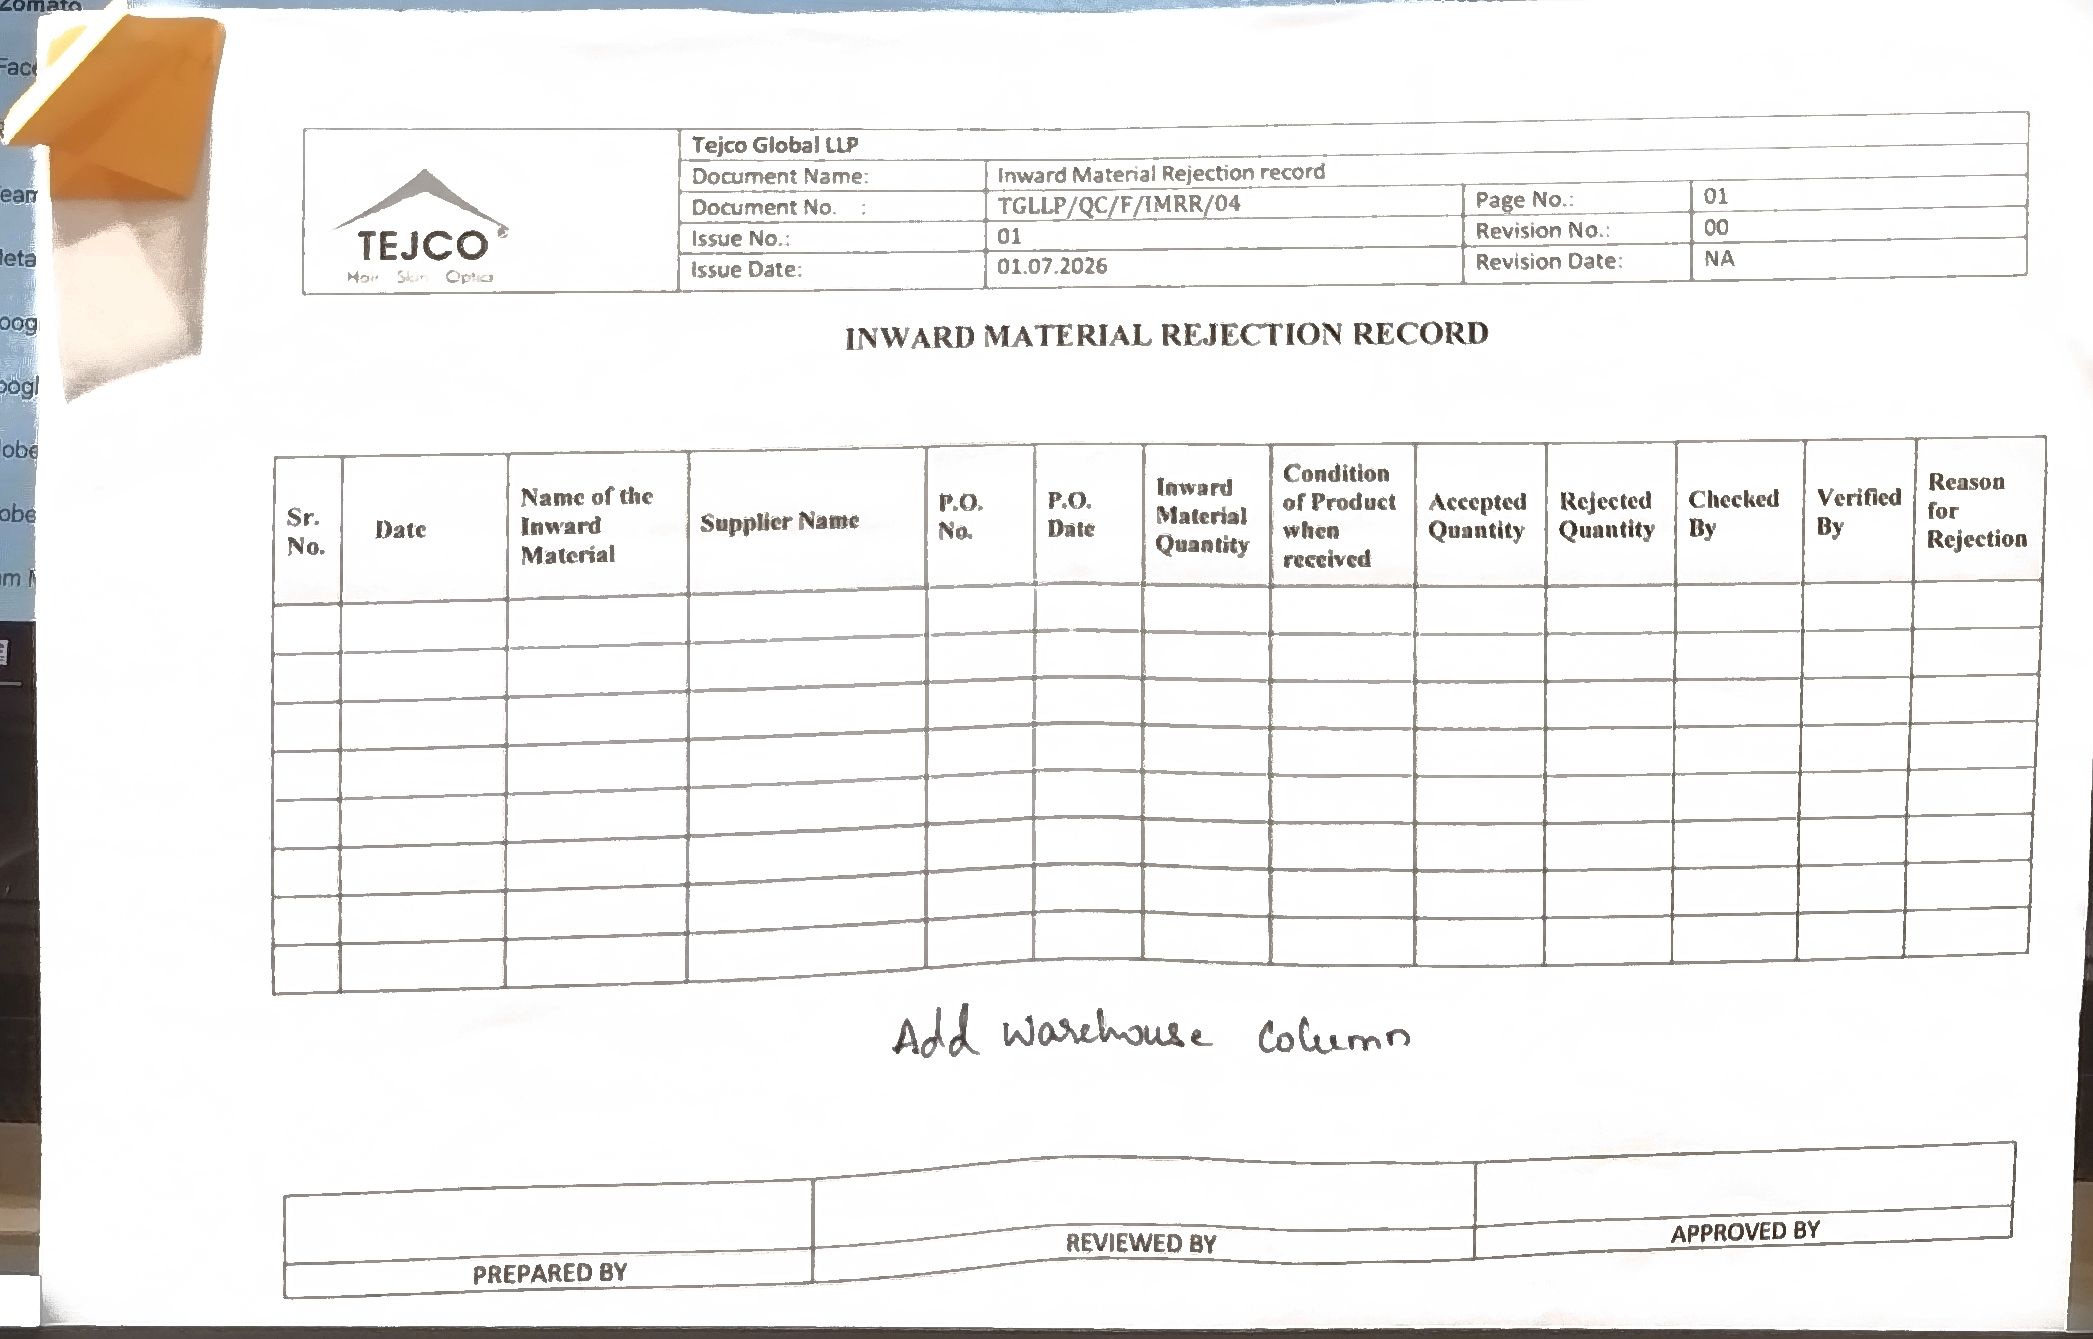 Zomato
TEJCO
Hair Skin Optics
Tejco Global LLP
Document Name: Inward Material Rejection record
Document No. : TGLLP/QC/F/IMRR/04 Page No.: 01
Issue No.: 01 Revision No.: 00
Issue Date: 01.07.2026 Revision Date: NA
INWARD MATERIAL REJECTION RECORD
Sr. No. Date Name of the Inward Material Supplier Name P.O. No. P.O. Date Inward Material Quantity Condition of Product when received Accepted Quantity Rejected Quantity Checked By Verified By Reason for Rejection
Add warehouse column
PREPARED BY REVIEWED BY APPROVED BY